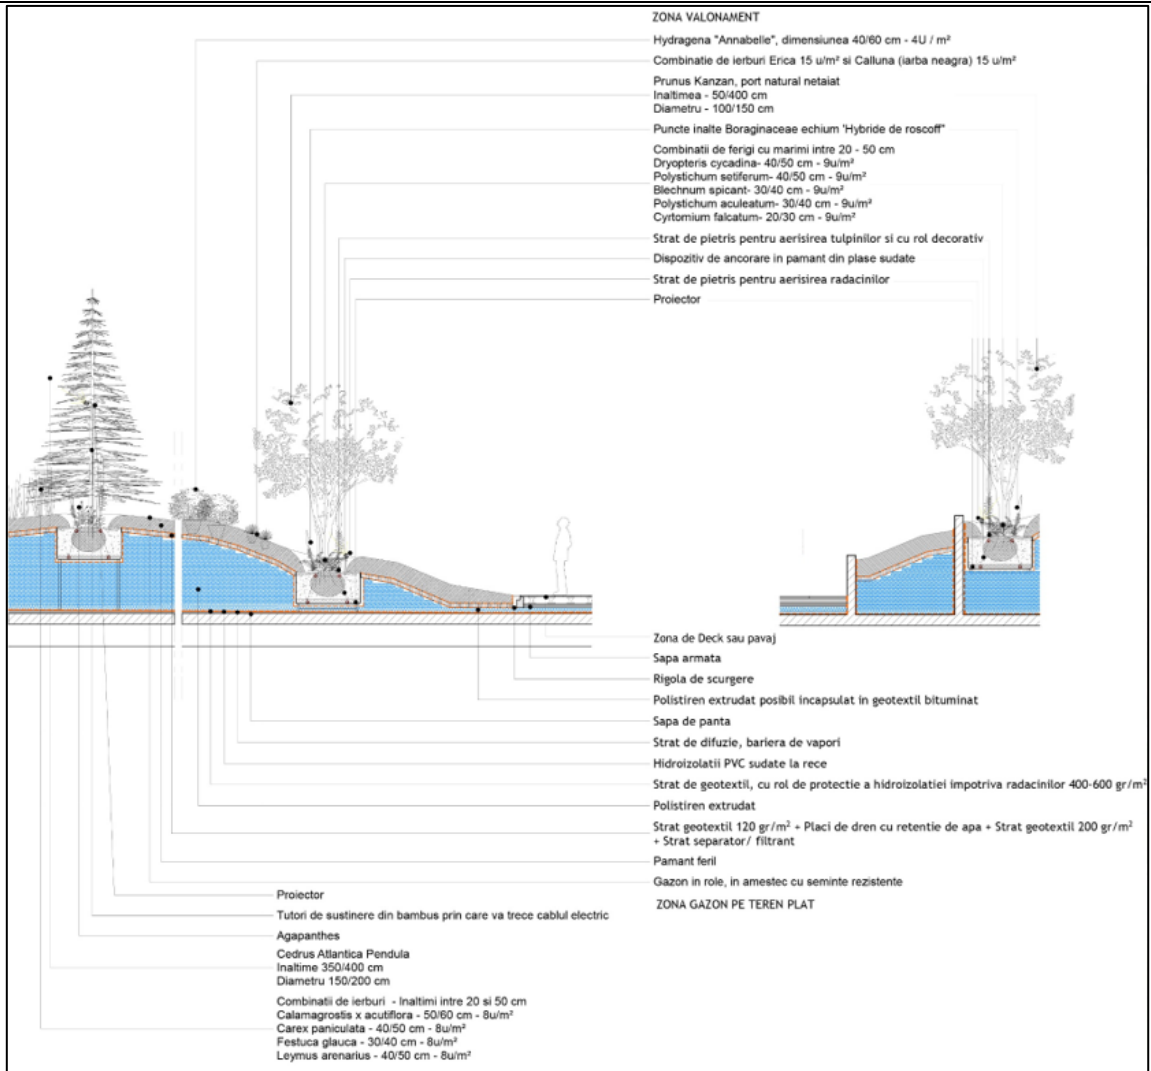 ZONA VALONAMENT
Hydragena "Annabelle", dimensiunea 40/60 cm - 4U / m²
Combinatie de ierburi Erica 15 u/m² si Calluna (iarba neagra) 15 u/m²
Prunus Kanzan, port natural netaiat
Inaltimea - 50/400 cm
Diametru - 100/150 cm
Puncte inalte Boraginaceae echium 'Hybride de roscoff"
Combinatii de ferigi cu marimi intre 20 - 50 cm
Dryopteris cycadina- 40/50 cm - 9u/m²
Polystichum setiferum- 40/50 cm - 9u/m²
Blechnum spicant- 30/40 cm - 9u/m²
Polystichum aculeatum- 30/40 cm - 9u/m²
Cyrtomium falcatum- 20/30 cm - 9u/m²
Strat de pietris pentru aerisirea tulpinilor si cu rol decorativ
Dispozitiv de ancorare in pamant din plase sudate
Strat de pietris pentru aerisirea radacinilor
Proiector
Zona de Deck sau pavaj
Sapa armata
Rigola de scurgere
Polistiren extrudat posibil incapsulat in geotextil bituminat
Sapa de panta
Strat de difuzie, bariera de vapori
Hidroizolatii PVC sudate la rece
Strat de geotextil, cu rol de protectie a hidroizolatiei impotriva radacinilor 400-600 gr/m²
Polistiren extrudat
Strat geotextil 120 gr/m² + Placi de dren cu retentie de apa + Strat geotextil 200 gr/m²
+ Strat separator/ filtrant
Pamant feril
Gazon in role, in amestec cu seminte rezistente
ZONA GAZON PE TEREN PLAT
Proiector
Tutori de sustinere din bambus prin care va trece cablul electric
Agapanthes
Cedrus Atlantica Pendula
Inaltime 350/400 cm
Diametru 150/200 cm
Combinatii de ierburi - Inaltimi intre 20 si 50 cm
Calamagrostis x acutiflora - 50/60 cm - 8u/m²
Carex paniculata - 40/50 cm - 8u/m²
Festuca glauca - 30/40 cm - 8u/m²
Leymus arenarius - 40/50 cm - 8u/m²